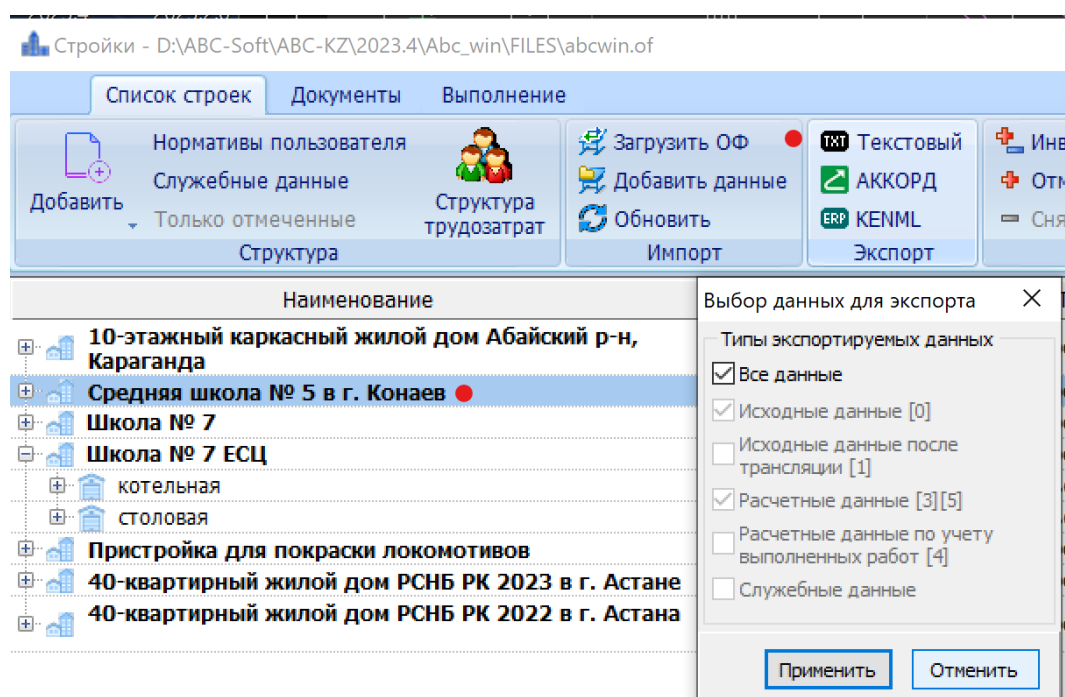 Стройки - D:\ABC-Soft\ABC-KZ\2023.4\Abc_win\FILES\abcwin.of
Список строек Документы Выполнение
Добавить
Нормативы пользователя
Служебные данные
Только отмеченные
Структура
трудозатрат
Структура
Загрузить ОФ
Добавить данные
Обновить
Импорт
TXT Текстовый
АККОРД
ERP KENML
Экспорт
Наименование
10-этажный каркасный жилой дом Абайский р-н,
Караганда
Средняя школа № 5 в г. Конаев
Школа № 7
Школа № 7 ЕСЦ
котельная
столовая
Пристройка для покраски локомотивов
40-квартирный жилой дом РСНБ РК 2023 в г. Астане
40-квартирный жилой дом РСНБ РК 2022 в г. Астана
Выбор данных для экспорта
Типы экспортируемых данных
Все данные
Исходные данные [0]
Исходные данные после
трансляции [1]
Расчетные данные [3][5]
Расчетные данные по учету
выполненных работ [4]
Служебные данные
Применить Отменить